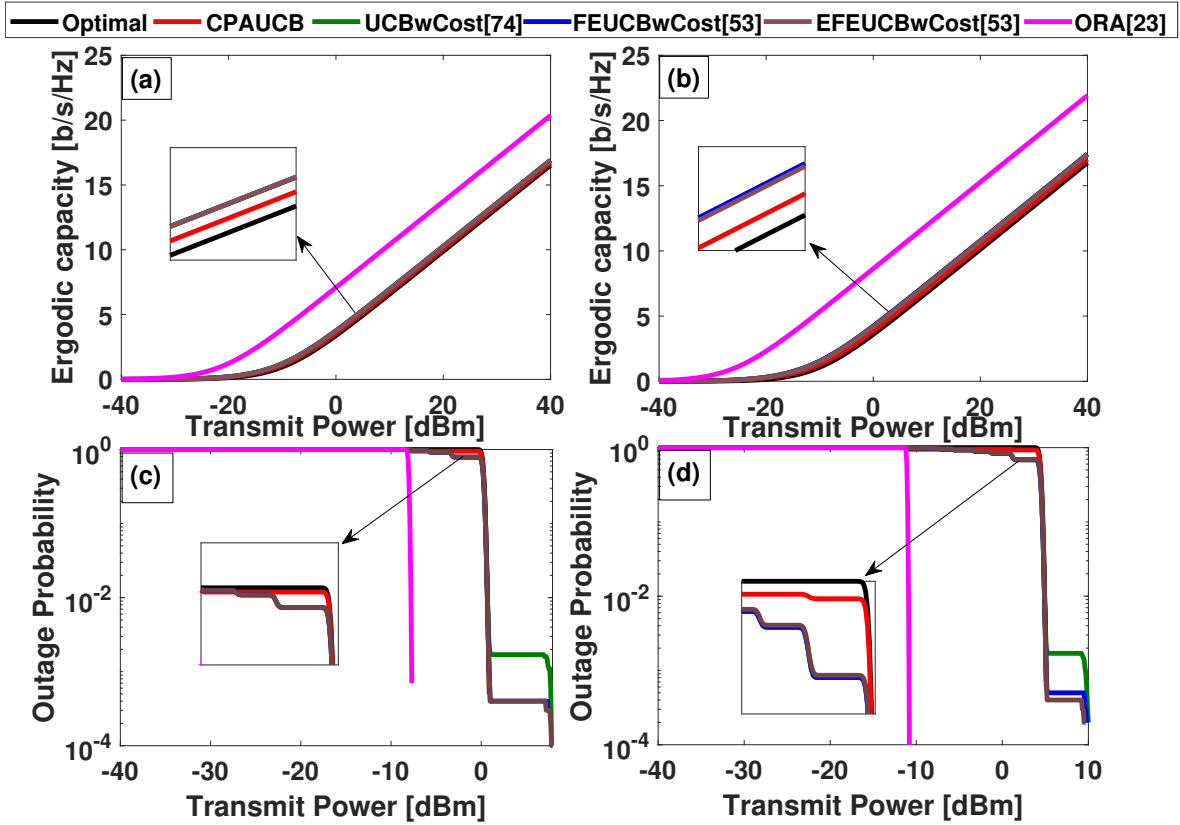 Optimal CPAUCB UCBwCost[74] FEUCBwCost[53] EFEUCBwCost[53] ORA[23]
(a)
Ergodic capacity [b/s/Hz]
25
20
15
10
5
0
-40 -20 0 20 40
Transmit Power [dBm]
(b)
Ergodic capacity [b/s/Hz]
25
20
15
10
5
0
-40 -20 0 20 40
Transmit Power [dBm]
(c)
Outage Probability
10^0
10^-2
10^-4
-40 -30 -20 -10 0
Transmit Power [dBm]
(d)
Outage Probability
10^0
10^-2
10^-4
-40 -30 -20 -10 0 10
Transmit Power [dBm]